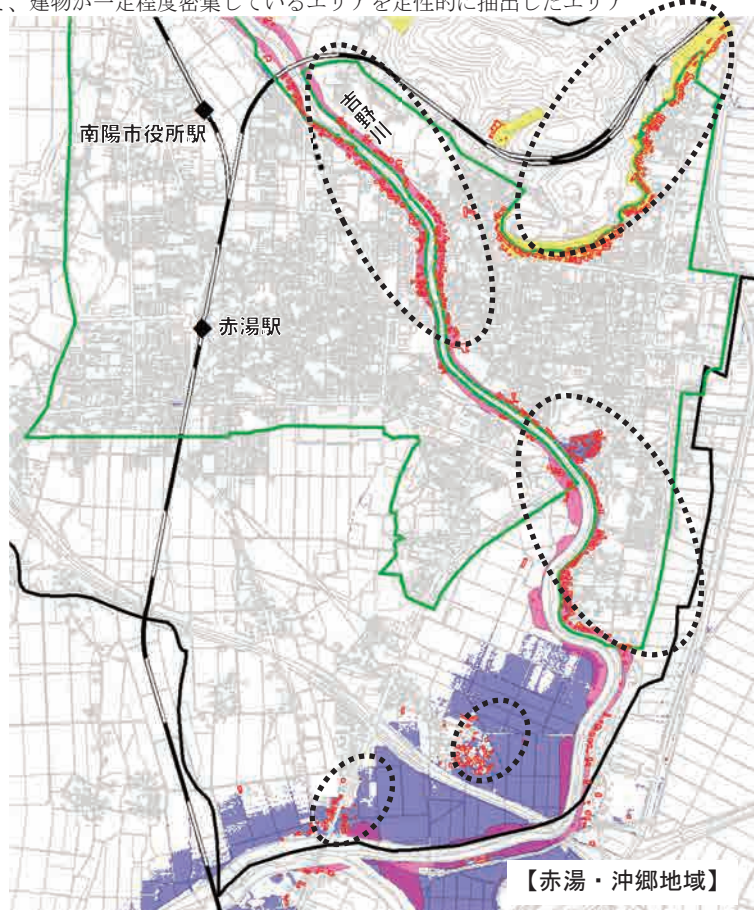 、建物が一定程度密集しているエリアを定性的に抽出したエリア
吉野川
南陽市役所駅
赤湯駅
【赤湯・沖郷地域】